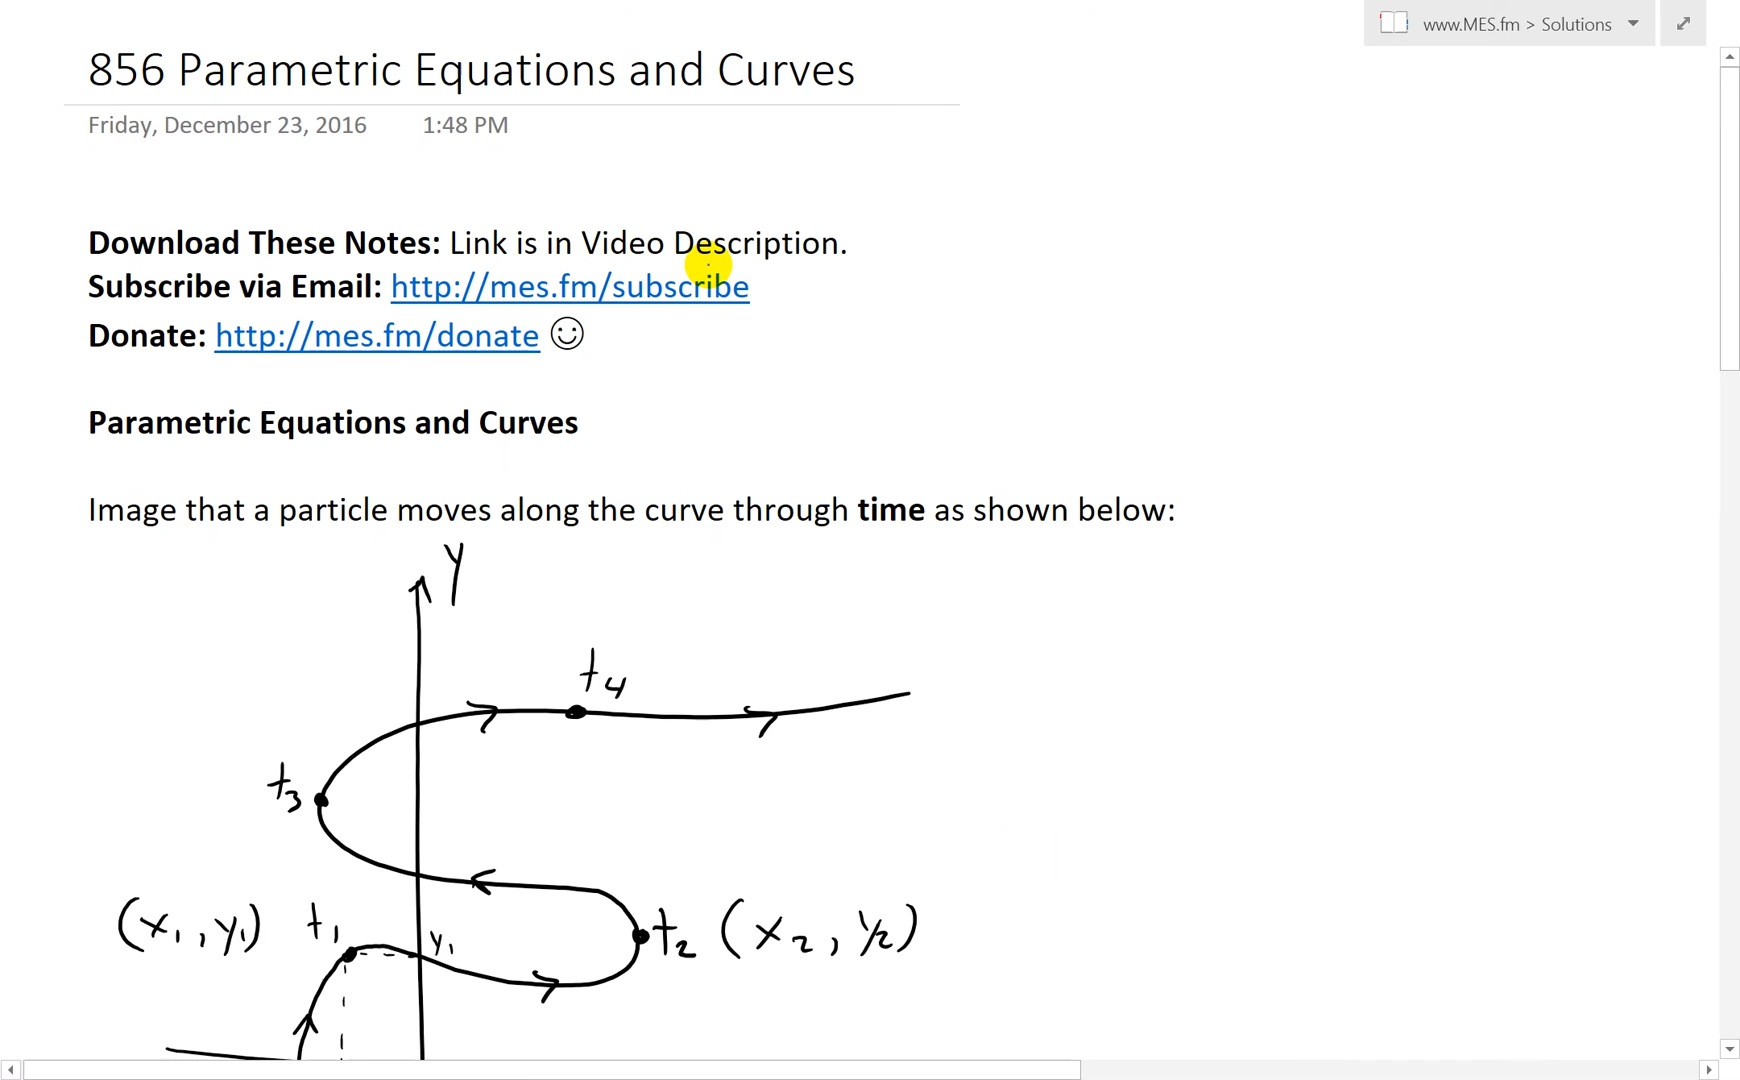 www.MES.fm > Solutions
856 Parametric Equations and Curves
Friday, December 23, 2016 1:48 PM
Download These Notes: Link is in Video Description.
Subscribe via Email: http://mes.fm/subscribe
Donate: http://mes.fm/donate ☺
Parametric Equations and Curves
Image that a particle moves along the curve through time as shown below:
y
t₄
t₃
(x₁, y₁) t₁ y₁
t₂ (x₂, y₂)